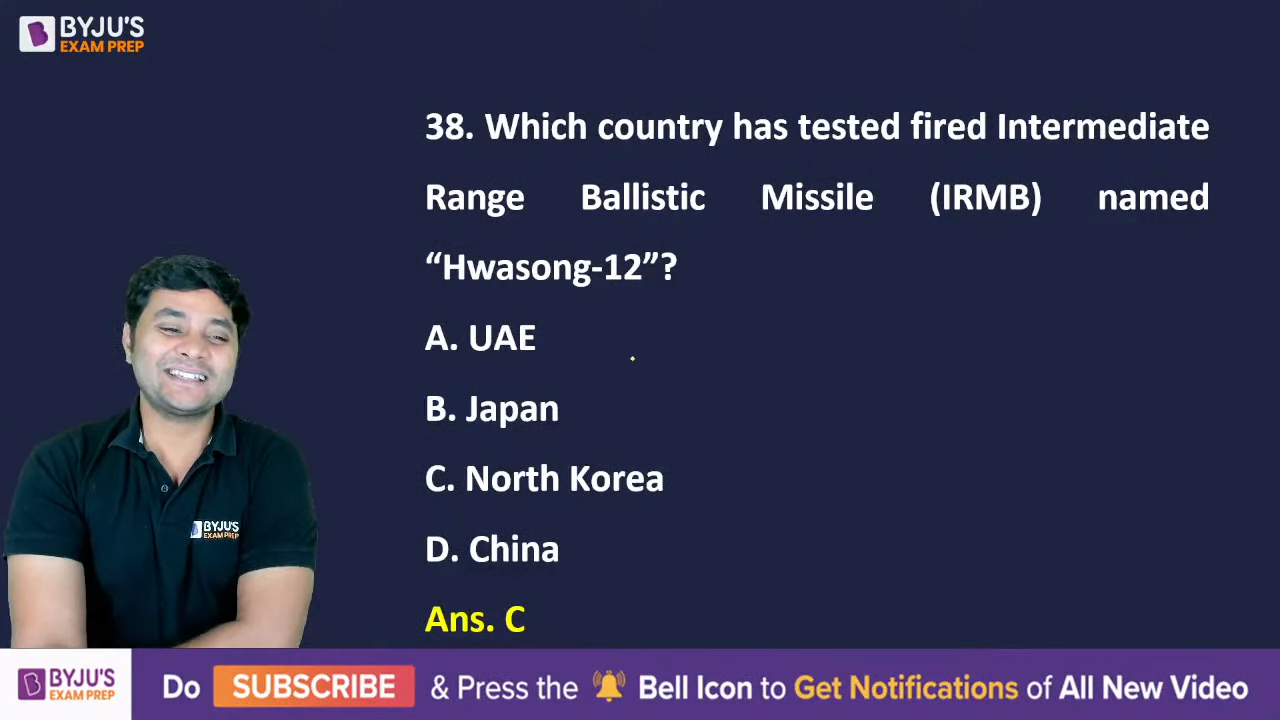 BYJU'S
EXAM PREP
38. Which country has tested fired Intermediate
Range Ballistic Missile (IRMB) named
“Hwasong-12”?
A. UAE
B. Japan
C. North Korea
D. China
Ans. C
BYJU'S
EXAM PREP
BYJU'S
EXAM PREP
Do SUBSCRIBE & Press the Bell Icon to Get Notifications of All New Video